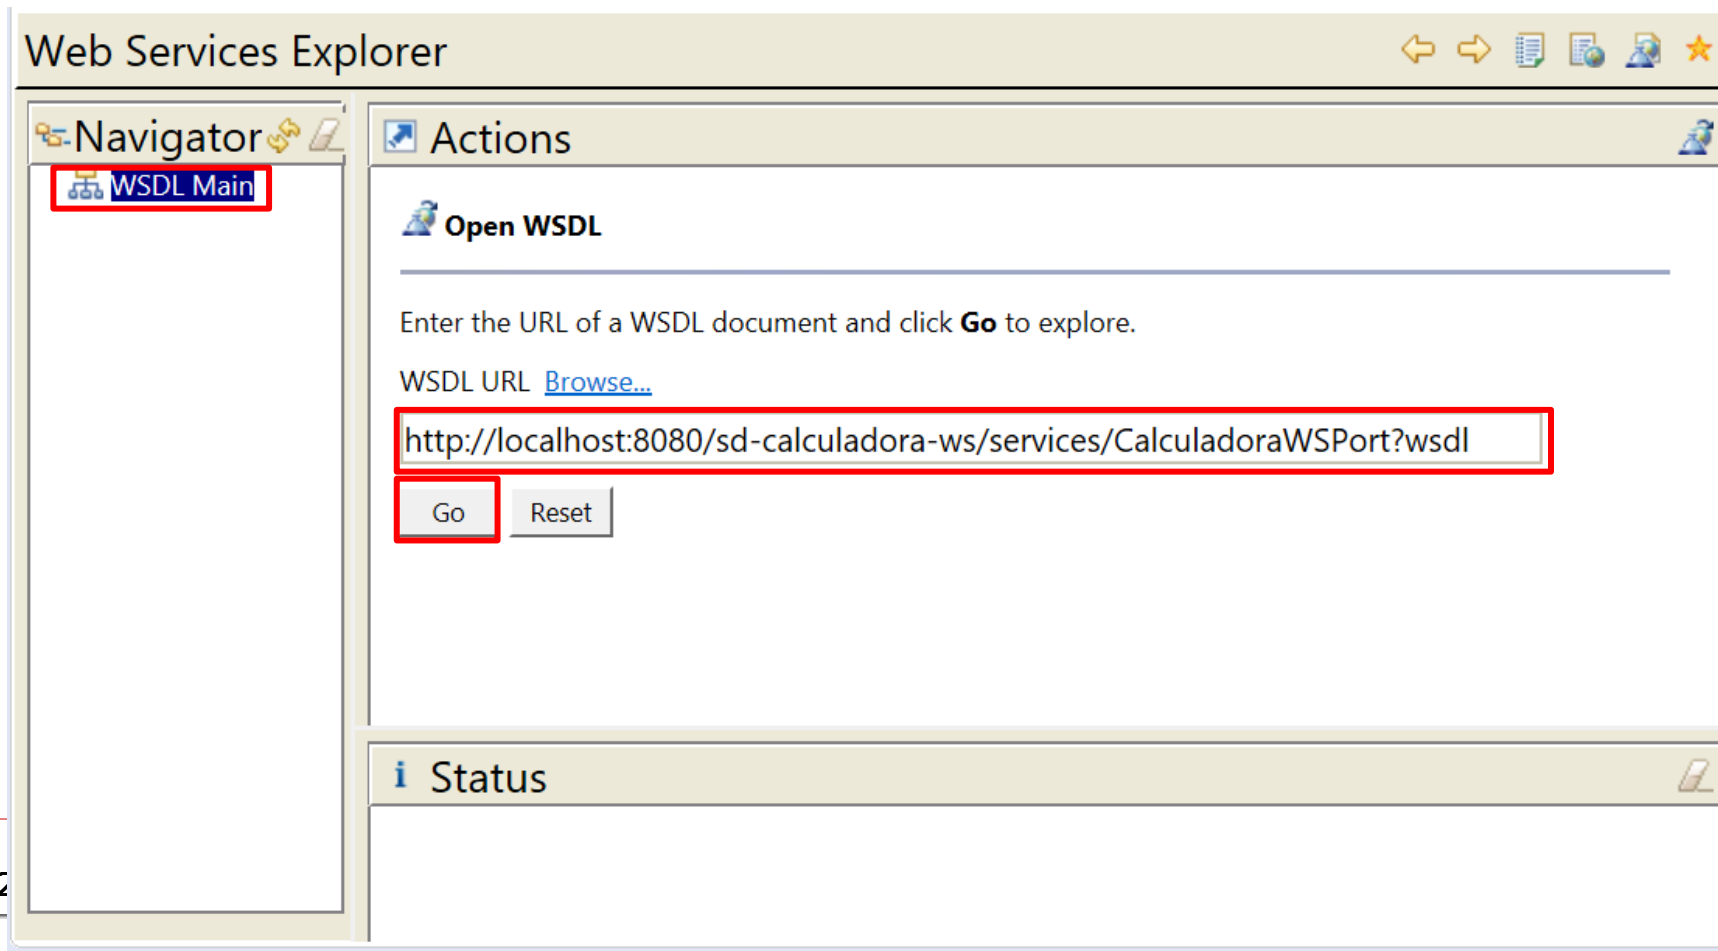 Web Services Explorer
Navigator
WSDL Main
Actions
Open WSDL
Enter the URL of a WSDL document and click Go to explore.
WSDL URL Browse...
http://localhost:8080/sd-calculadora-ws/services/CalculadoraWSPort?wsdl
Go Reset
i Status